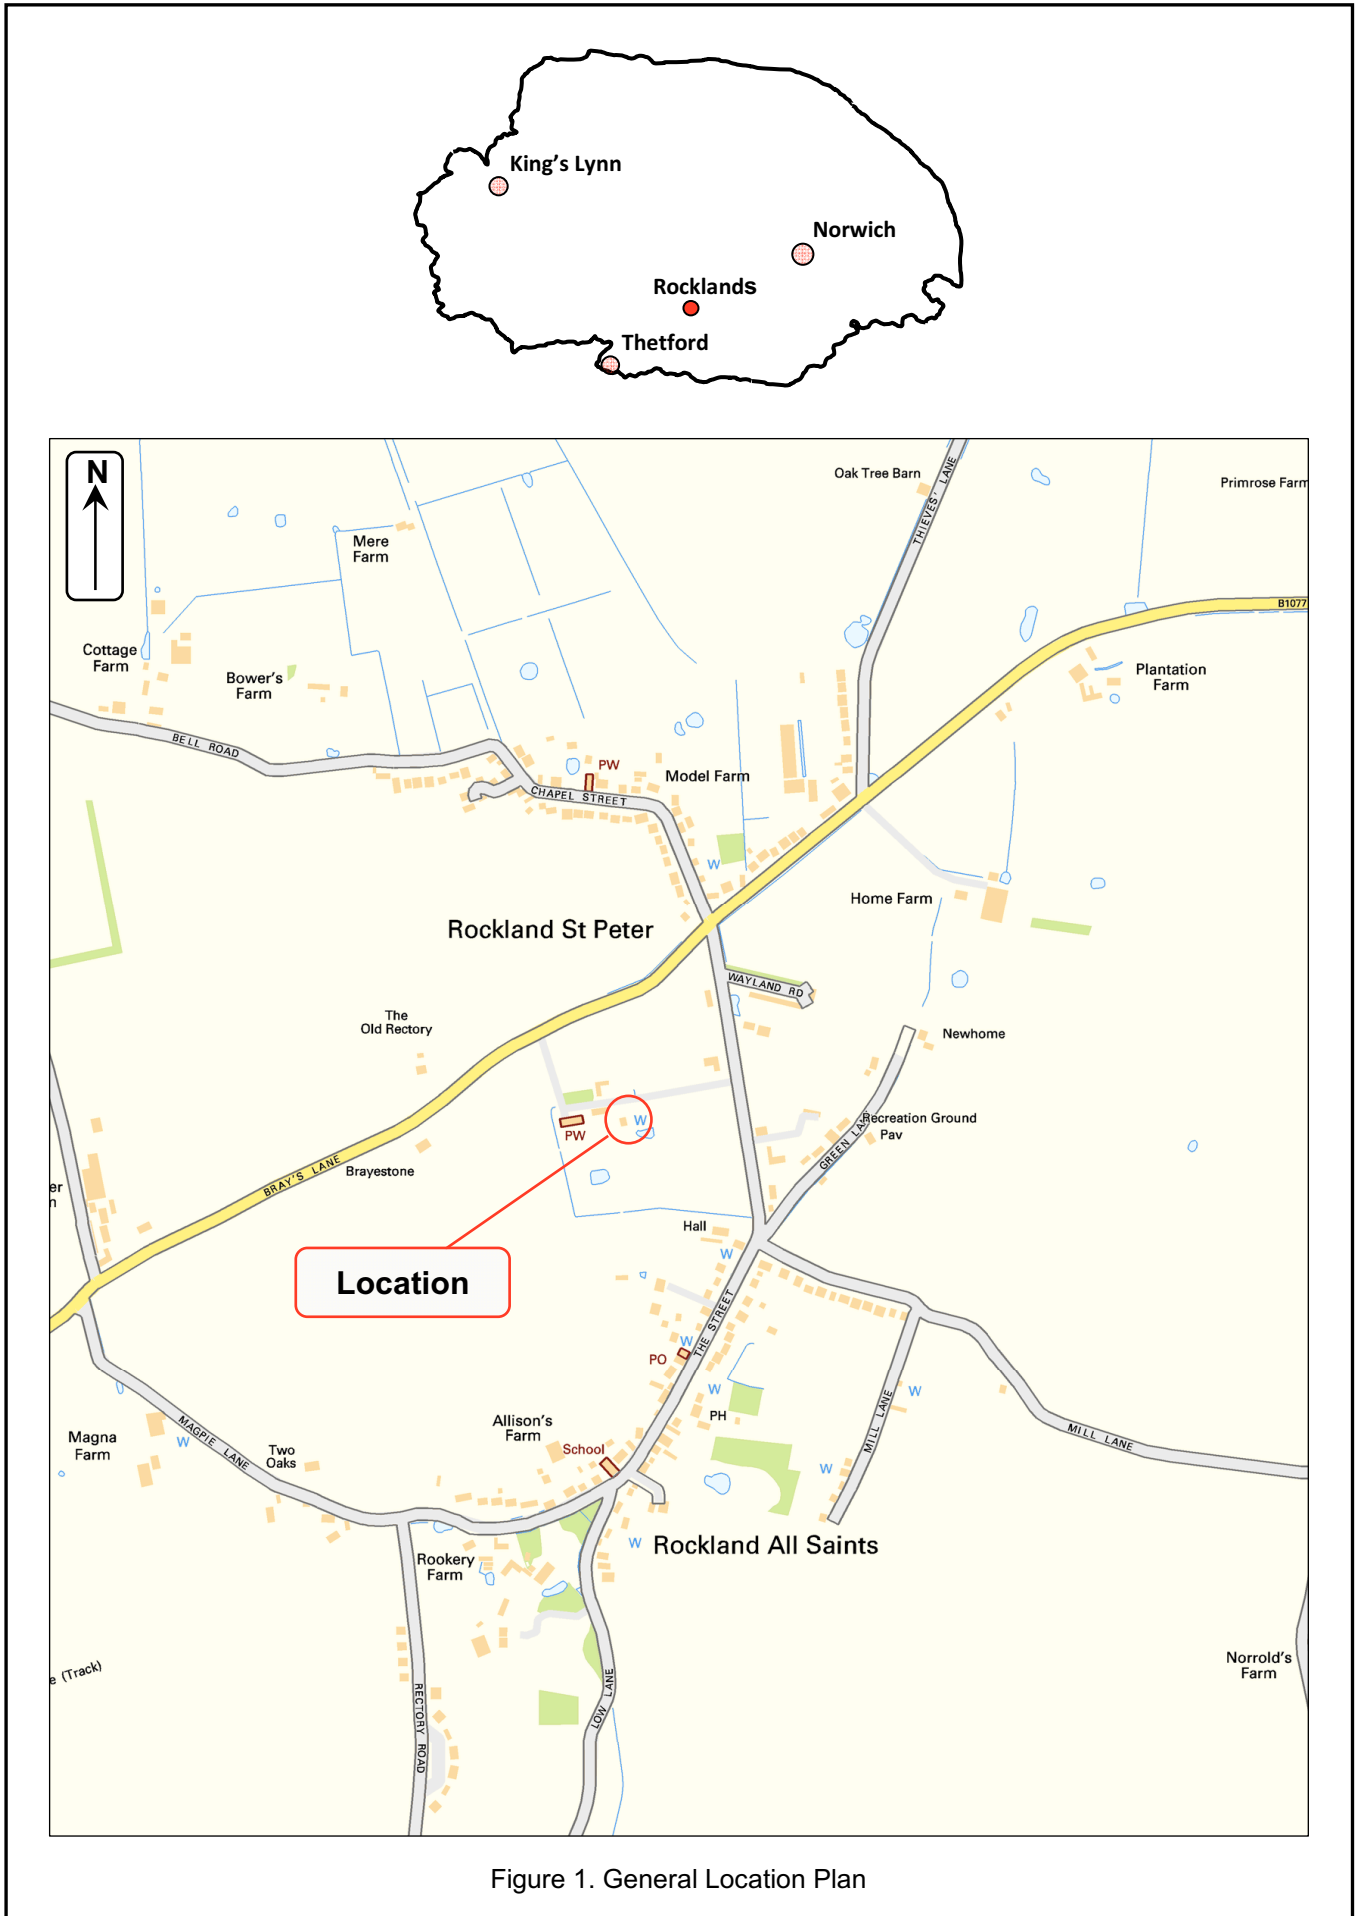 King's Lynn
Norwich
Rocklands
Thetford
N
Oak Tree Barn
THIEVES' LANE
Primrose Farm
Mere
Farm
B1077
Cottage
Farm
Bower's
Farm
Plantation
Farm
BELL ROAD
PW
Model Farm
CHAPEL STREET
W
Home Farm
Rockland St Peter
WAYLAND RD
The
Old Rectory
Newhome
W
Recreation Ground
Pav
PW
GREEN LA
BRAY'S LANE
Brayestone
er
n
Hall
W
Location
THE STREET
W
PO
W
PH
W
MILL LANE
MILL LANE
Magna
Farm
W
MAGPIE LANE
Two
Oaks
Allison's
Farm
School
W
W
Rockland All Saints
Rookery
Farm
e (Track)
Norrold's
Farm
RECTORY ROAD
LOW LANE
Figure 1. General Location Plan